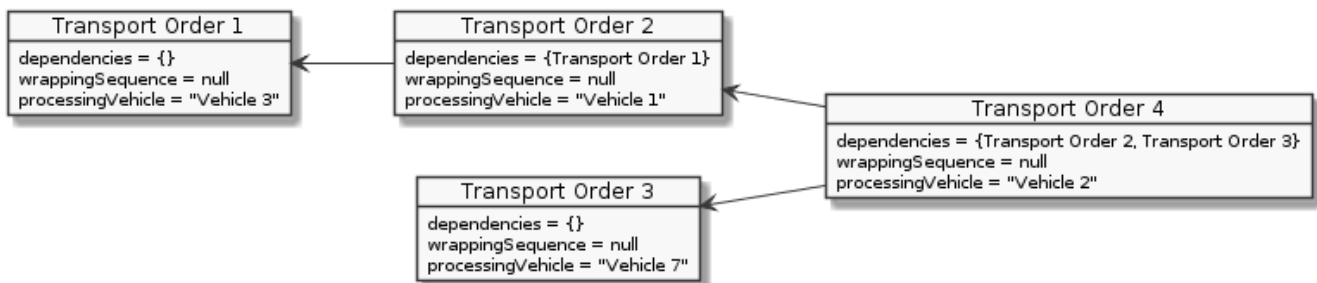 Transport Order 1
dependencies = {}
wrappingSequence = null
processingVehicle = "Vehicle 3"
Transport Order 2
dependencies = {Transport Order 1}
wrappingSequence = null
processingVehicle = "Vehicle 1"
Transport Order 3
dependencies = {}
wrappingSequence = null
processingVehicle = "Vehicle 7"
Transport Order 4
dependencies = {Transport Order 2, Transport Order 3}
wrappingSequence = null
processingVehicle = "Vehicle 2"